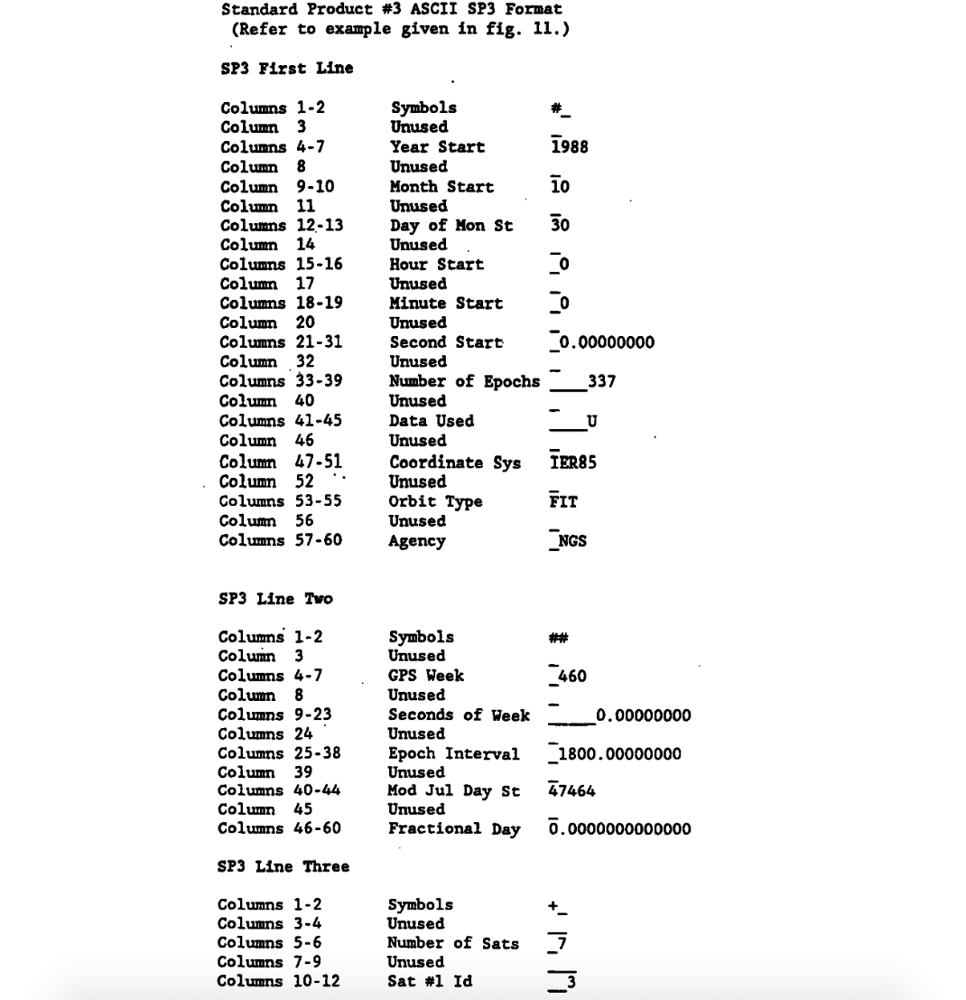 Standard Product #3 ASCII SP3 Format
(Refer to example given in fig. 11.)
SP3 First Line
Columns 1-2 Symbols #_
Column 3 Unused _
Columns 4-7 Year Start 1988
Column 8 Unused _
Column 9-10 Month Start 10
Column 11 Unused _
Columns 12-13 Day of Mon St 30
Column 14 Unused _
Columns 15-16 Hour Start _0
Column 17 Unused _
Columns 18-19 Minute Start _0
Column 20 Unused _
Columns 21-31 Second Start _0.00000000
Column 32 Unused _
Columns 33-39 Number of Epochs ____337
Column 40 Unused _
Columns 41-45 Data Used ____U
Column 46 Unused _
Column 47-51 Coordinate Sys IER85
Column 52 Unused _
Columns 53-55 Orbit Type FIT
Column 56 Unused _
Columns 57-60 Agency _NGS
SP3 Line Two
Columns 1-2 Symbols ##
Column 3 Unused _
Columns 4-7 GPS Week _460
Column 8 Unused _
Columns 9-23 Seconds of Week _____0.00000000
Columns 24 Unused _
Columns 25-38 Epoch Interval _1800.00000000
Column 39 Unused _
Columns 40-44 Mod Jul Day St 47464
Column 45 Unused _
Columns 46-60 Fractional Day 0.0000000000000
SP3 Line Three
Columns 1-2 Symbols +_
Columns 3-4 Unused __
Columns 5-6 Number of Sats _7
Columns 7-9 Unused ___
Columns 10-12 Sat #1 Id __3